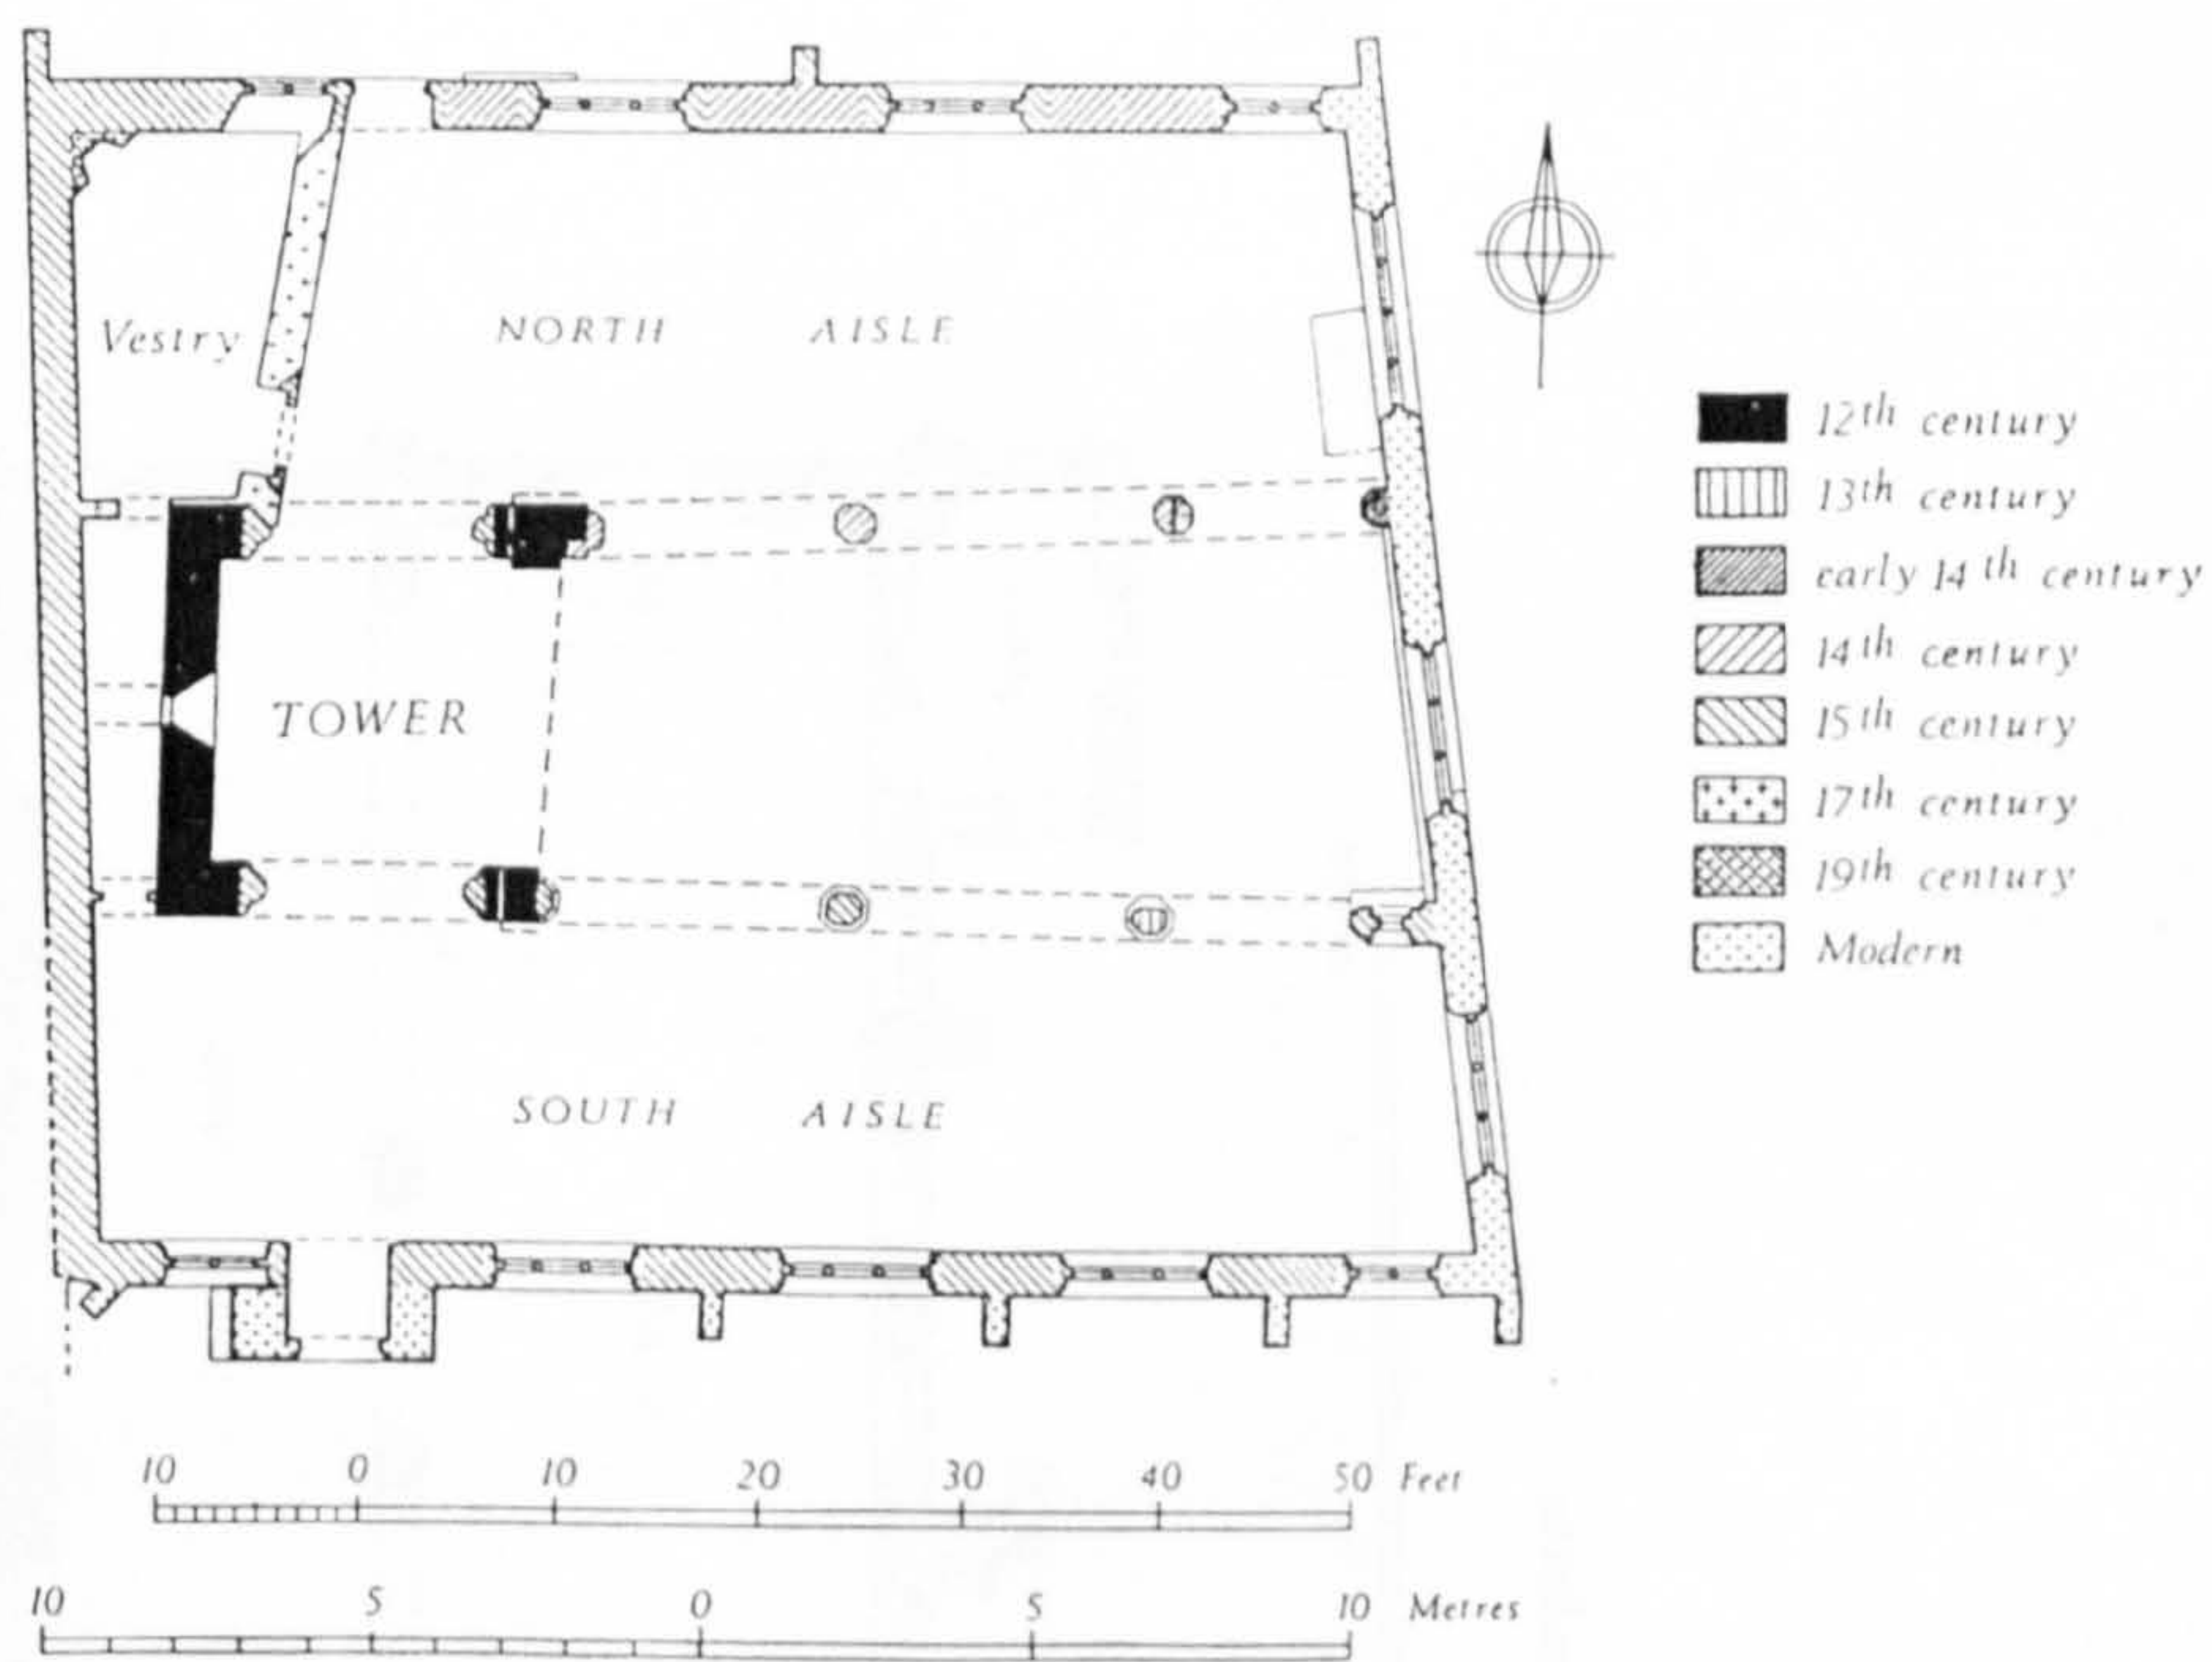 Vestry
NORTH AISLE
TOWER
SOUTH AISLE
12th century
13th century
early 14th century
14th century
15th century
17th century
19th century
Modern
10 0 10 20 30 40 50 Feet
10 5 0 5 10 Metres